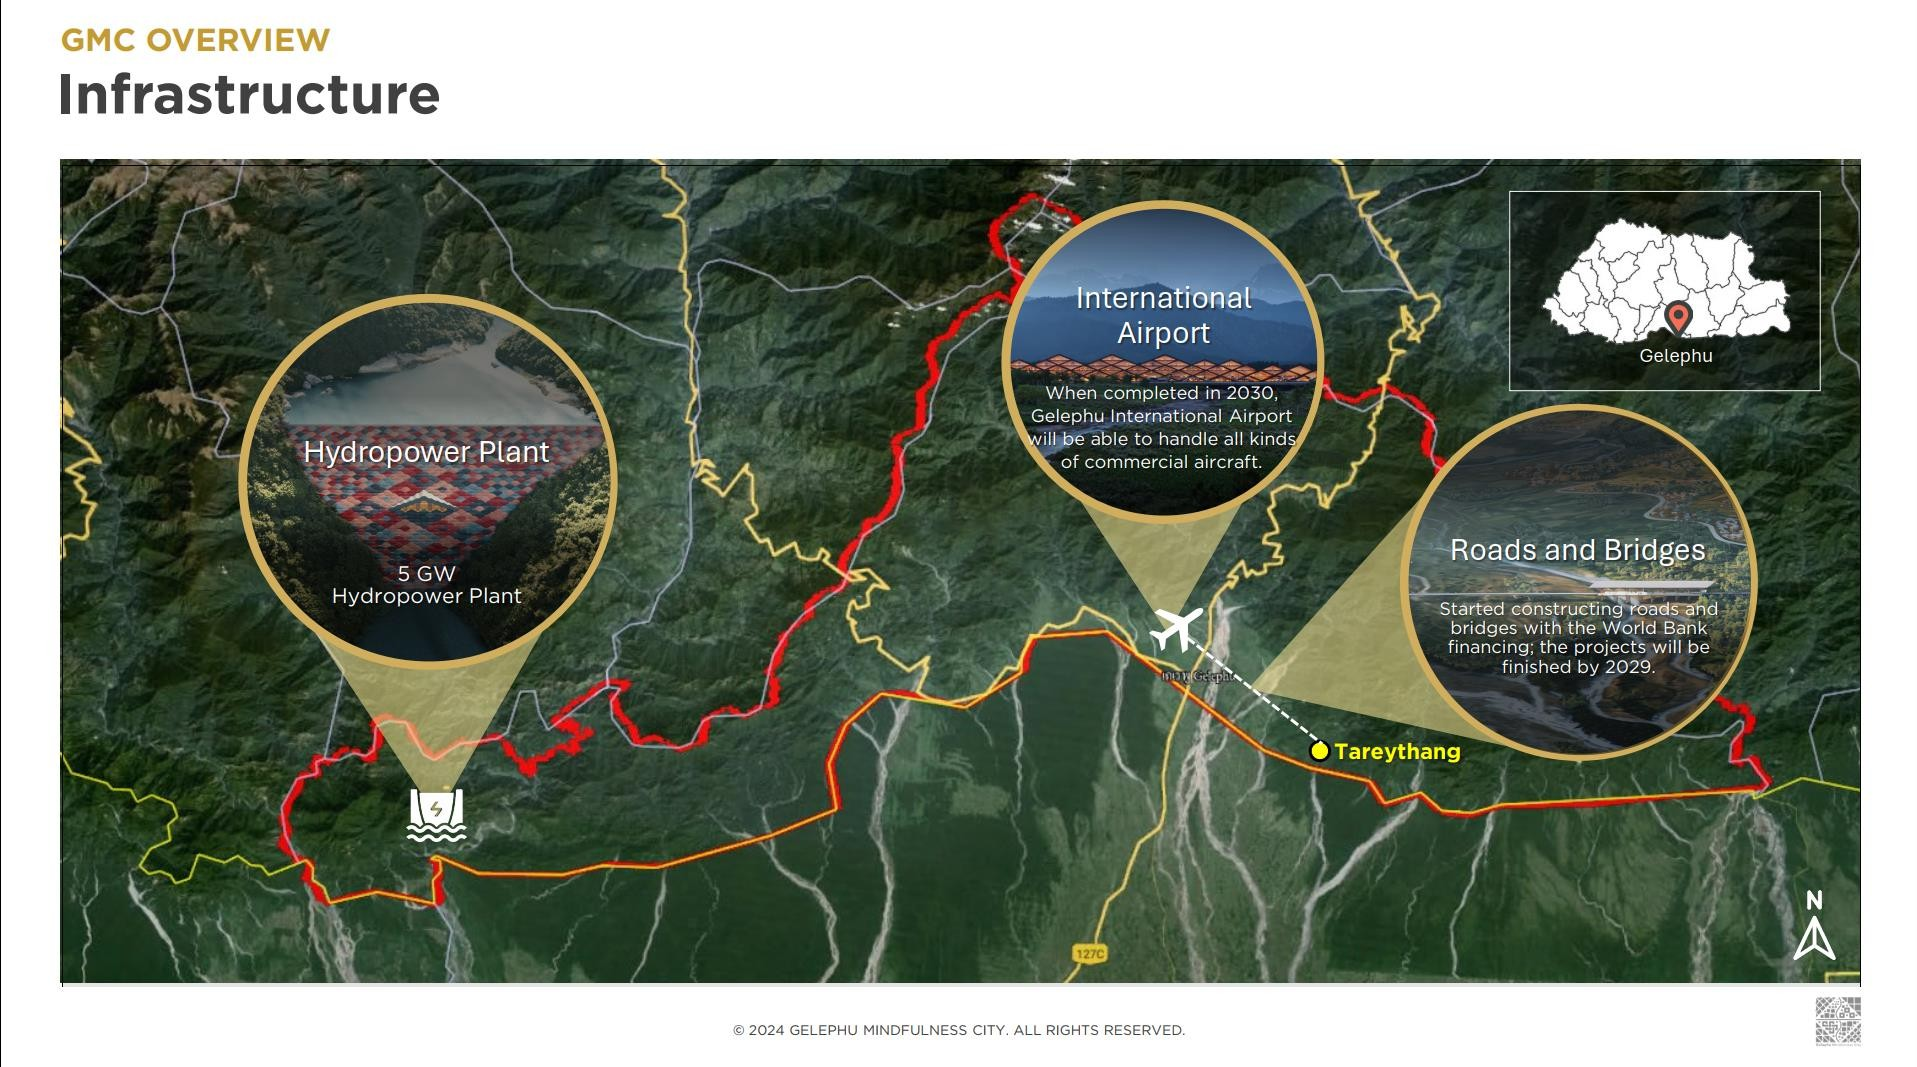 GMC OVERVIEW
Infrastructure
International
Airport
When completed in 2030,
Gelephu International Airport
will be able to handle all kinds
of commercial aircraft.
Gelephu
Hydropower Plant
5 GW
Hydropower Plant
Roads and Bridges
Started constructing roads and
bridges with the World Bank
financing; the projects will be
finished by 2029.
Gelephu
Tareythang
N
127C
© 2024 GELEPHU MINDFULNESS CITY. ALL RIGHTS RESERVED.